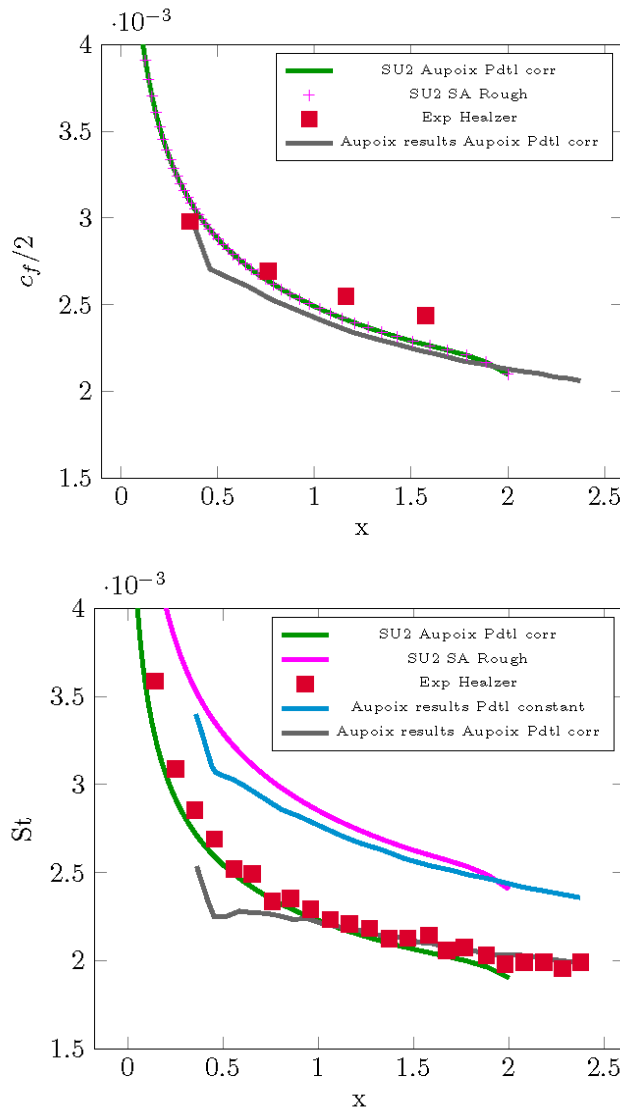 ·10−3
4
3.5
3
2.5
2
1.5
cf/2
SU2 Aupoix Pdtl corr
SU2 SA Rough
Exp Healzer
Aupoix results Aupoix Pdtl corr
0 0.5 1 1.5 2 2.5
x
·10−3
4
3.5
3
2.5
2
1.5
St
SU2 Aupoix Pdtl corr
SU2 SA Rough
Exp Healzer
Aupoix results Pdtl constant
Aupoix results Aupoix Pdtl corr
0 0.5 1 1.5 2 2.5
x